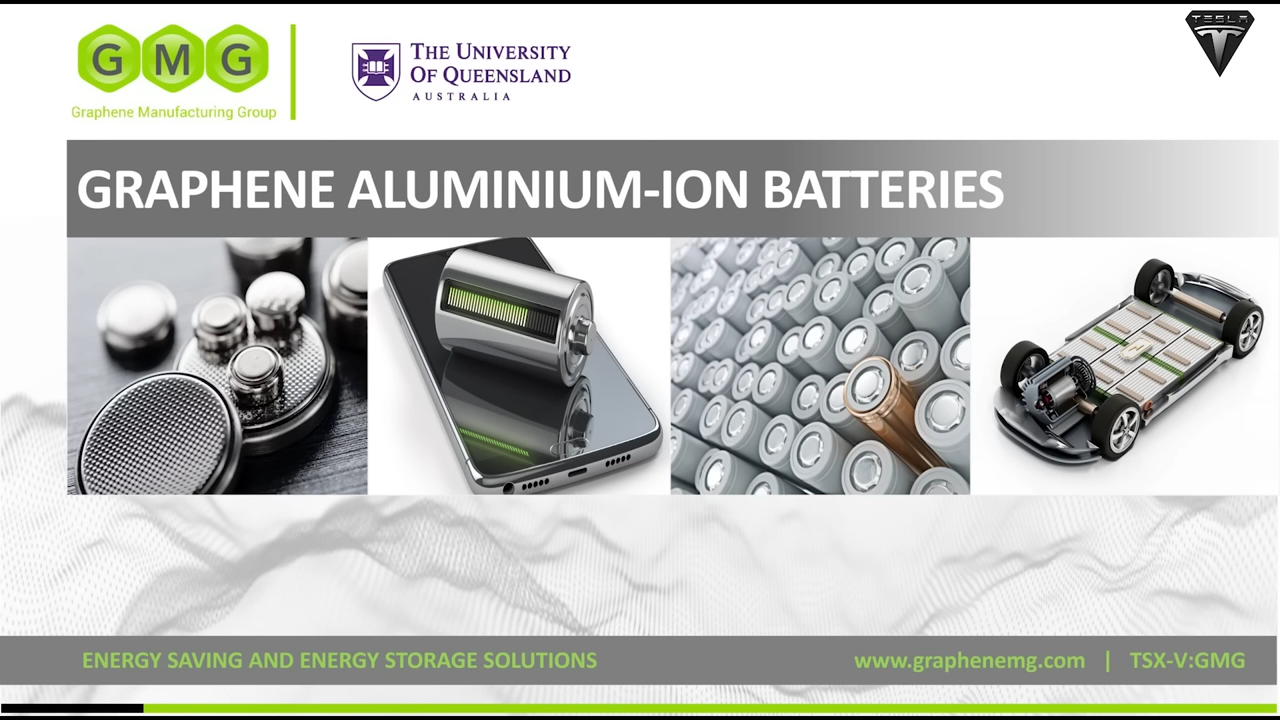 GMG
Graphene Manufacturing Group
THE UNIVERSITY
OF QUEENSLAND
AUSTRALIA
TESLA
GRAPHENE ALUMINIUM-ION BATTERIES
ENERGY SAVING AND ENERGY STORAGE SOLUTIONS
www.graphenemg.com | TSX-V:GMG